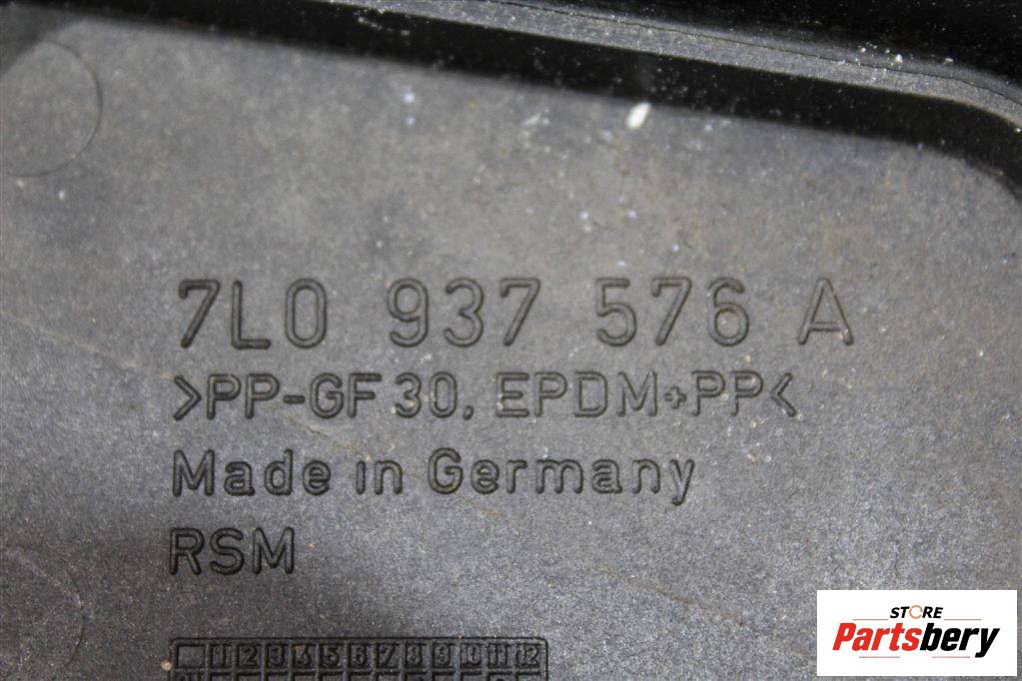 7L0 937 576 A
>PP-GF30, EPDM+PP<
Made in Germany
RSM
1 2 3 4 5 6 7 8 9 10 11 12
STORE
Partsbery